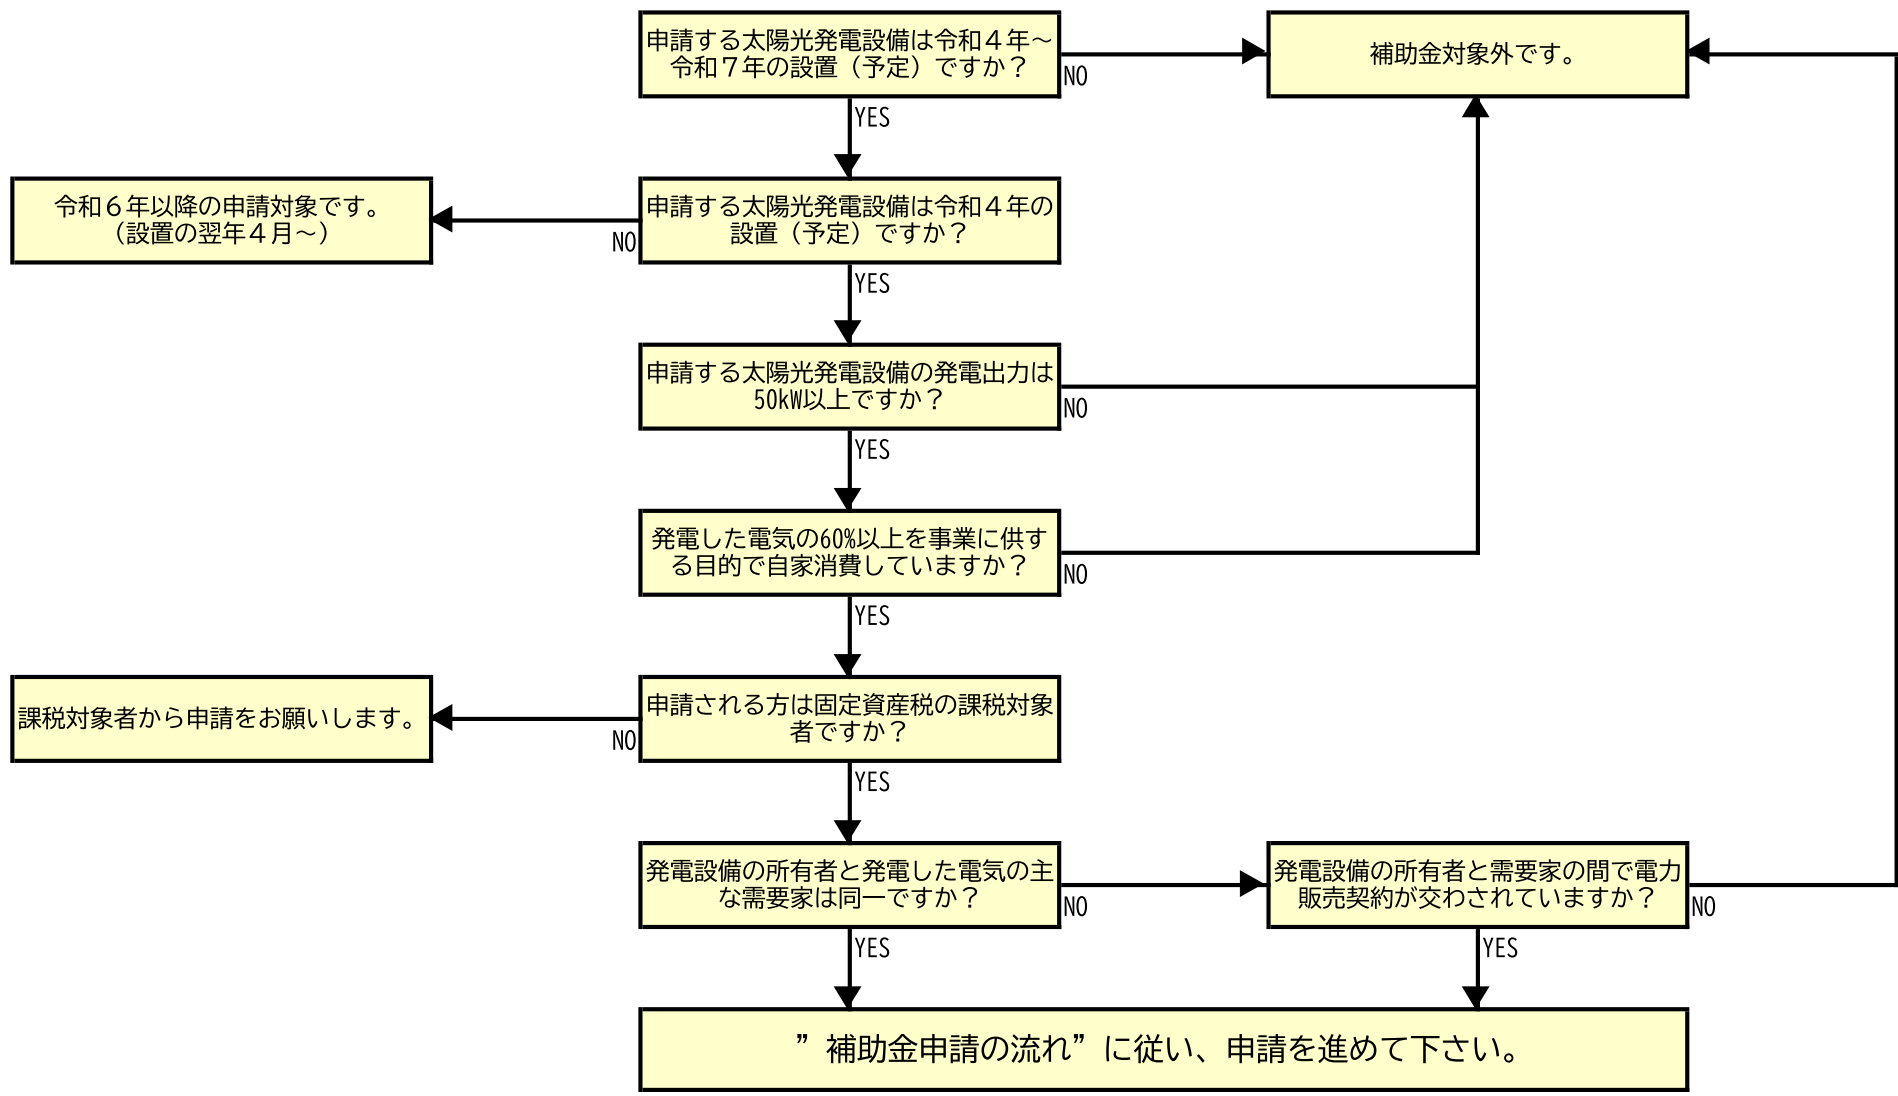 申請する太陽光発電設備は令和４年～
令和７年の設置（予定）ですか？
NO
補助金対象外です。
YES
令和６年以降の申請対象です。
（設置の翌年４月～）
NO
申請する太陽光発電設備は令和４年の
設置（予定）ですか？
YES
申請する太陽光発電設備の発電出力は
50kW以上ですか？
NO
YES
発電した電気の60%以上を事業に供す
る目的で自家消費していますか？
NO
YES
課税対象者から申請をお願いします。
NO
申請される方は固定資産税の課税対象
者ですか？
YES
発電設備の所有者と発電した電気の主
な需要家は同一ですか？
NO
発電設備の所有者と需要家の間で電力
販売契約が交わされていますか？
NO
YES
YES
”補助金申請の流れ”に従い、申請を進めて下さい。